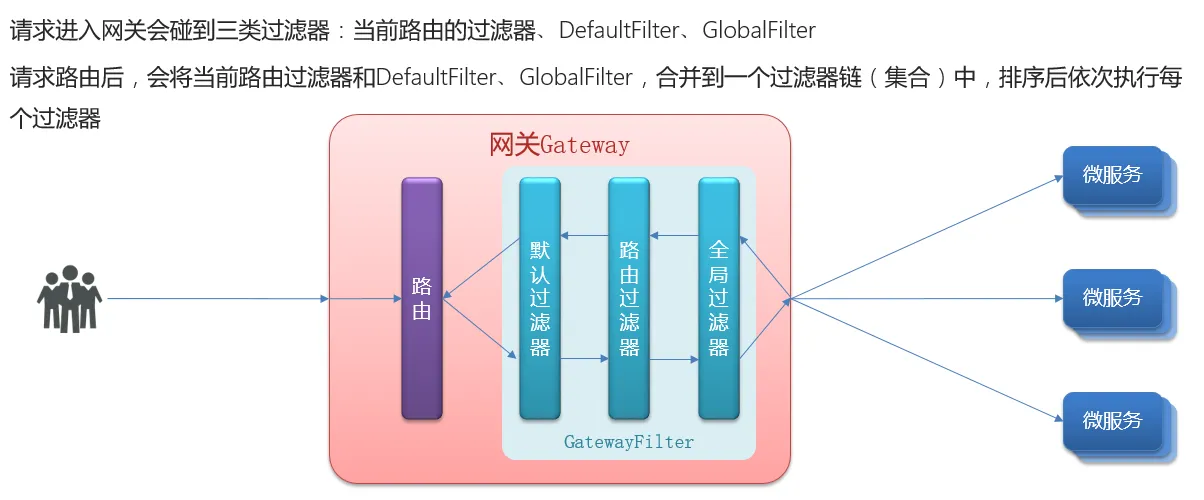 请求进入网关会碰到三类过滤器：当前路由的过滤器、DefaultFilter、GlobalFilter
请求路由后，会将当前路由过滤器和DefaultFilter、GlobalFilter，合并到一个过滤器链（集合）中，排序后依次执行每
个过滤器
网关Gateway
路由
默认过滤器
路由过滤器
全局过滤器
GatewayFilter
微服务
微服务
微服务